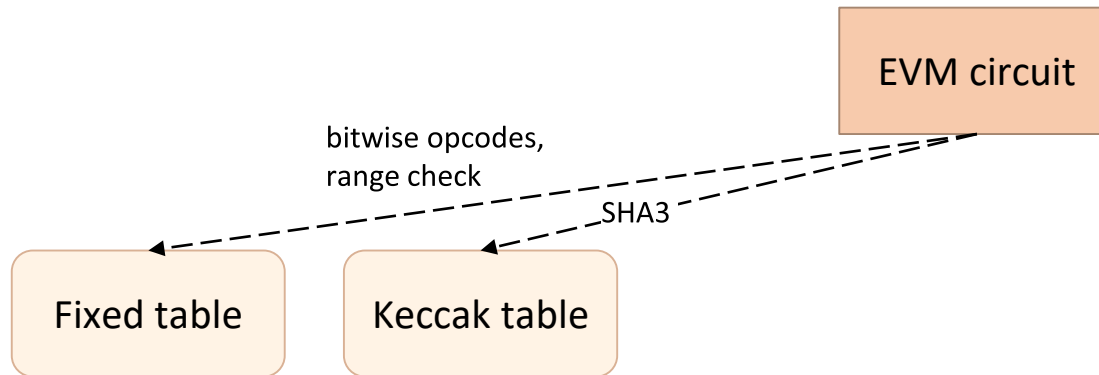 EVM circuit
bitwise opcodes,
range check
SHA3
Fixed table
Keccak table